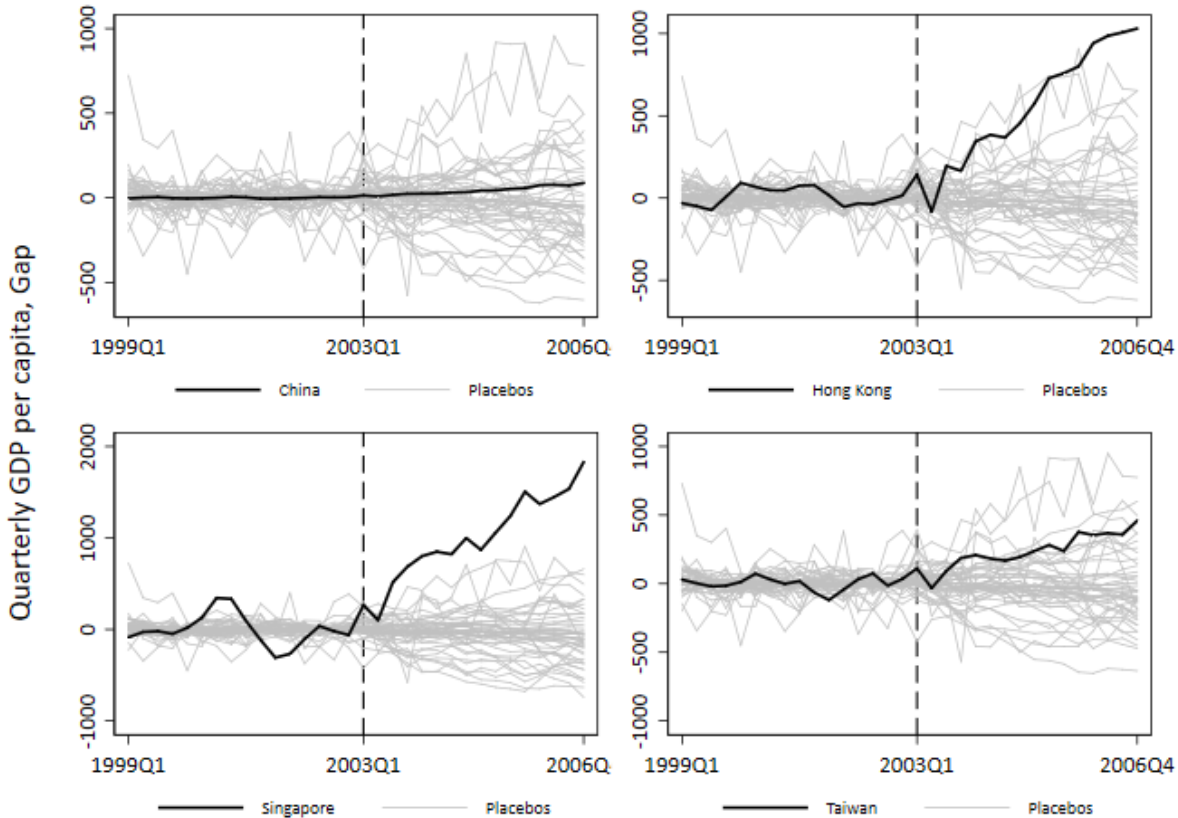 Quarterly GDP per capita, Gap
1000
500
0
-500
1999Q1 2003Q1 2006Q
China Placebos
1000
500
0
-500
1999Q1 2003Q1 2006Q4
Hong Kong Placebos
2000
1000
0
-1000
1999Q1 2003Q1 2006Q
Singapore Placebos
1000
500
0
-500
-1000
1999Q1 2003Q1 2006Q4
Taiwan Placebos